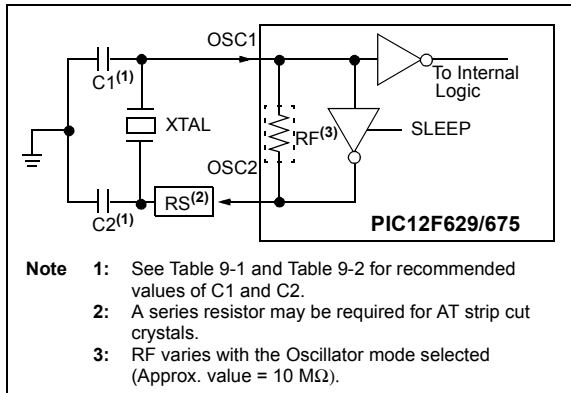 OSC1
C1(1)
To Internal
Logic
XTAL
RF(3)
SLEEP
OSC2
RS(2)
C2(1)
PIC12F629/675
Note 1: See Table 9-1 and Table 9-2 for recommended
values of C1 and C2.
2: A series resistor may be required for AT strip cut
crystals.
3: RF varies with the Oscillator mode selected
(Approx. value = 10 MΩ).